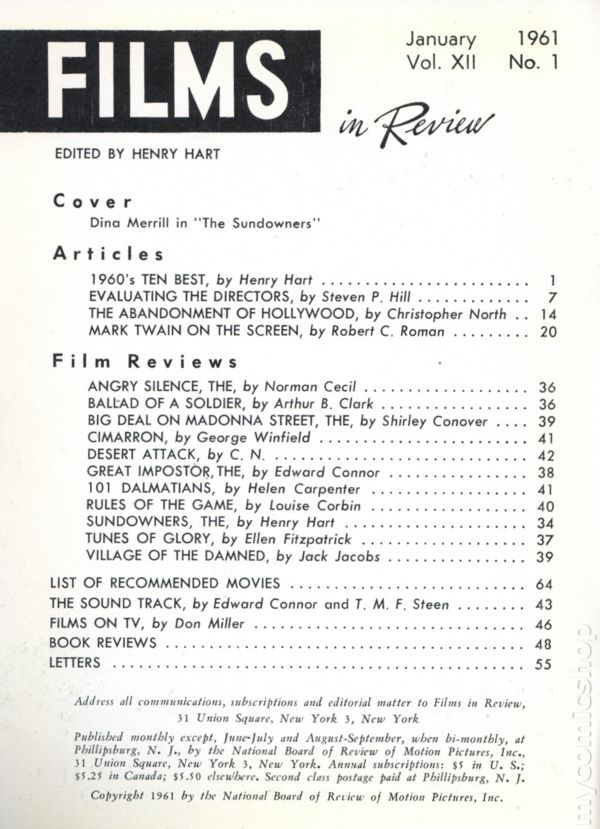 FILMS
in Review
January 1961
Vol. XII No. 1
EDITED BY HENRY HART
Cover
Dina Merrill in "The Sundowners"
Articles
1960's TEN BEST, by Henry Hart ........................ 1
EVALUATING THE DIRECTORS, by Steven P. Hill ............ 7
THE ABANDONMENT OF HOLLYWOOD, by Christopher North .. 14
MARK TWAIN ON THE SCREEN, by Robert C. Roman ......... 20
Film Reviews
ANGRY SILENCE, THE, by Norman Cecil .................. 36
BALLAD OF A SOLDIER, by Arthur B. Clark ................ 36
BIG DEAL ON MADONNA STREET, THE, by Shirley Conover .... 39
CIMARRON, by George Winfield ........................ 41
DESERT ATTACK, by C. N. ............................. 42
GREAT IMPOSTOR, THE, by Edward Connor ................ 38
101 DALMATIANS, by Helen Carpenter .................. 41
RULES OF THE GAME, by Louise Corbin .................. 40
SUNDOWNERS, THE, by Henry Hart ...................... 34
TUNES OF GLORY, by Ellen Fitzpatrick .................. 37
VILLAGE OF THE DAMNED, by Jack Jacobs ................ 39
LIST OF RECOMMENDED MOVIES ........................... 64
THE SOUND TRACK, by Edward Connor and T. M. F. Steen ........ 43
FILMS ON TV, by Don Miller ............................... 46
BOOK REVIEWS ......................................... 48
LETTERS ............................................... 55
Address all communications, subscriptions and editorial matter to Films in Review,
31 Union Square, New York 3, New York
Published monthly except, June-July and August-September, when bi-monthly, at
Phillipsburg, N. J., by the National Board of Review of Motion Pictures, Inc.,
31 Union Square, New York 3, New York. Annual subscriptions: $5 in U. S.;
$5.25 in Canada; $5.50 elsewhere. Second class postage paid at Phillipsburg, N. J.
Copyright 1961 by the National Board of Review of Motion Pictures, Inc.
mycomicshop